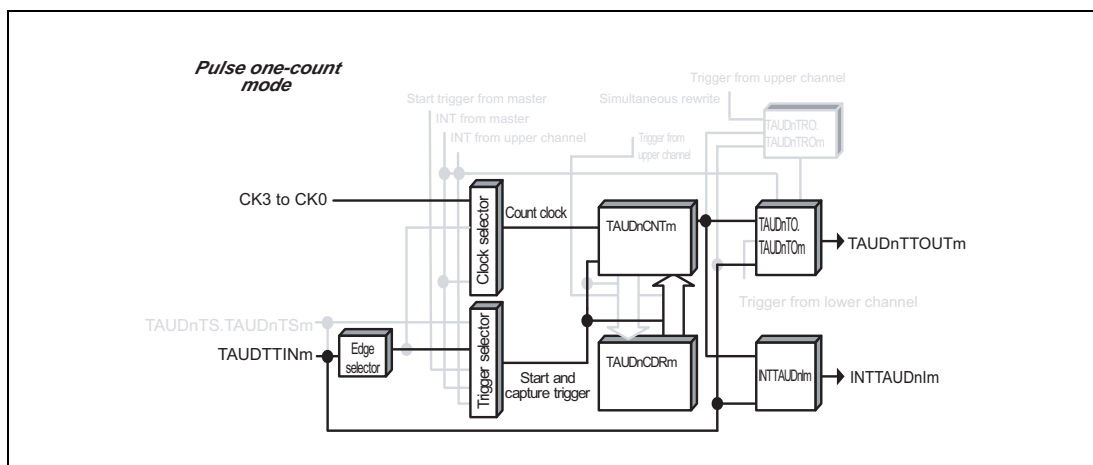 Pulse one-count
mode
Trigger from upper channel
Start trigger from master
Simultaneous rewrite
INT from master
INT from upper channel
Trigger from
upper channel
TAUDnTRO.
TAUDnTROm
CK3 to CK0
Clock selector
Count clock
TAUDnCNTm
TAUDnTO.
TAUDnTOm
TAUDnTTOUTm
Trigger from lower channel
TAUDnTS.TAUDnTSm
TAUDTTINm
Edge
selector
Trigger selector
Start and
capture trigger
TAUDnCDRm
INTTAUDnIm
INTTAUDnIm